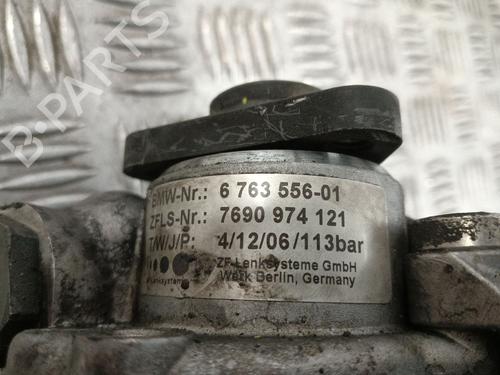 B-PARTS
BMW-Nr.: 6 763 556-01
ZFLS-Nr.: 7690 974 121
T/W/J/P: 4/12/06/113bar
ZF-Lenksysteme GmbH
Werk Berlin, Germany
Lenksysteme